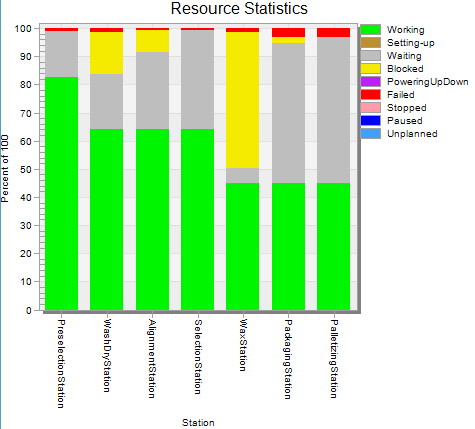 Resource Statistics
Percent of 100
100
90
80
70
60
50
40
30
20
10
0
PreselectionStation
WashDryStation
AlignmentStation
SelectionStation
WaxStation
PackagingStation
PalletizingStation
Station
Working
Setting-up
Waiting
Blocked
PoweringUpDown
Failed
Stopped
Paused
Unplanned